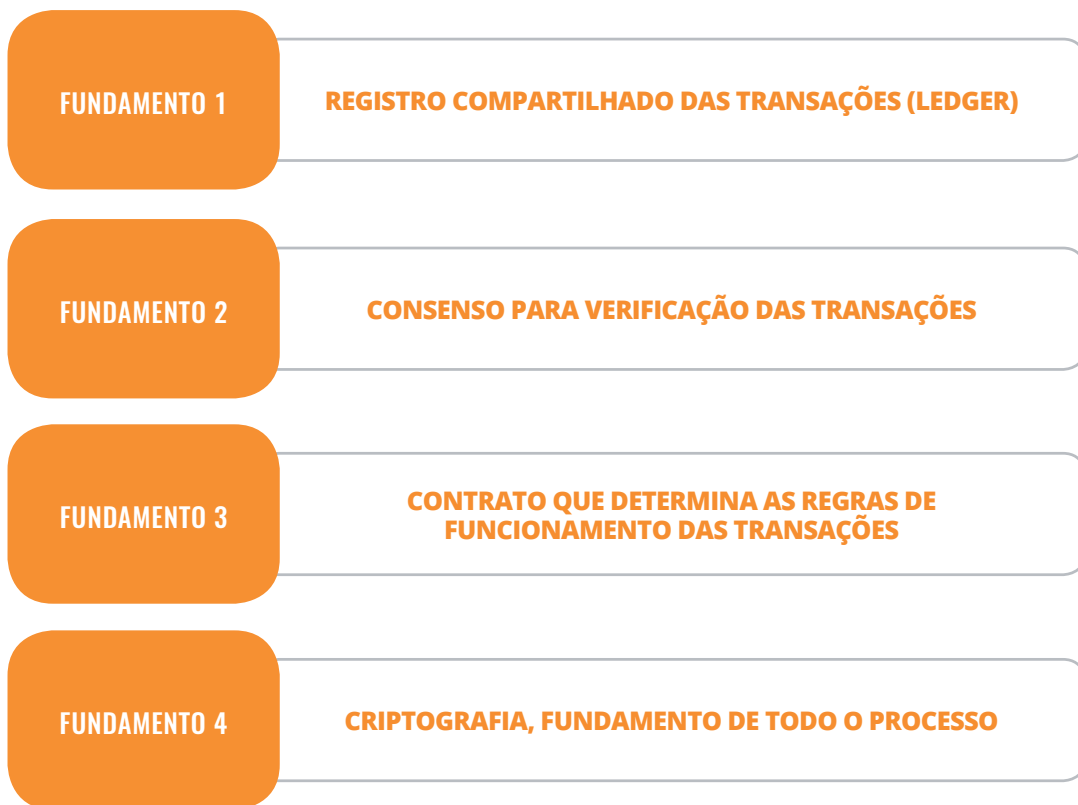 FUNDAMENTO 1
REGISTRO COMPARTILHADO DAS TRANSAÇÕES (LEDGER)
FUNDAMENTO 2
CONSENSO PARA VERIFICAÇÃO DAS TRANSAÇÕES
FUNDAMENTO 3
CONTRATO QUE DETERMINA AS REGRAS DE
FUNCIONAMENTO DAS TRANSAÇÕES
FUNDAMENTO 4
CRIPTOGRAFIA, FUNDAMENTO DE TODO O PROCESSO